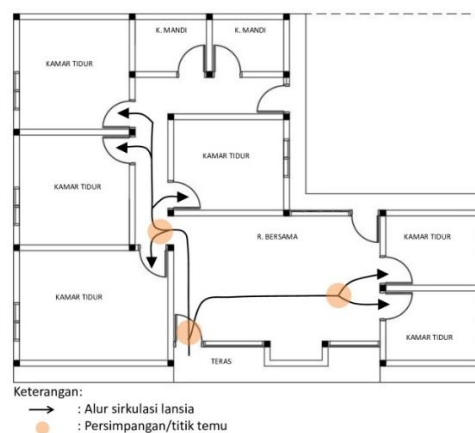 K. MANDI
K. MANDI
KAMAR TIDUR
KAMAR TIDUR
KAMAR TIDUR
R. BERSAMA
KAMAR TIDUR
KAMAR TIDUR
KAMAR TIDUR
TERAS
Keterangan:
: Alur sirkulasi lansia
: Persimpangan/titik temu